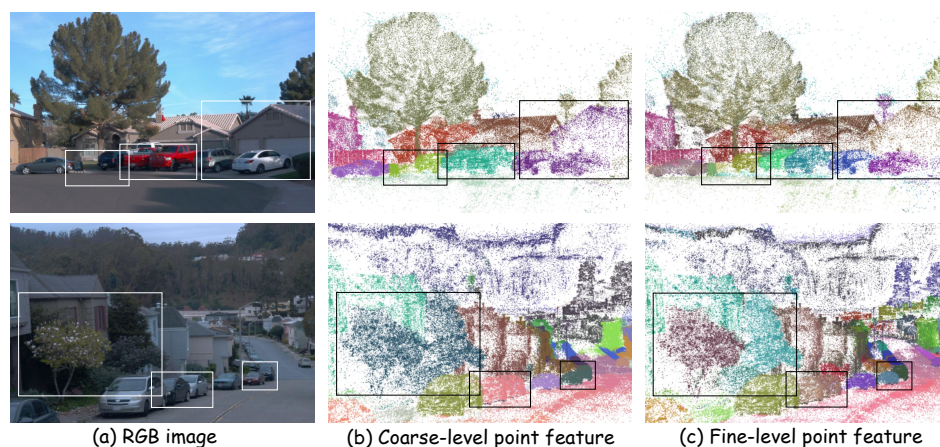 (a) RGB image
(b) Coarse-level point feature
(c) Fine-level point feature